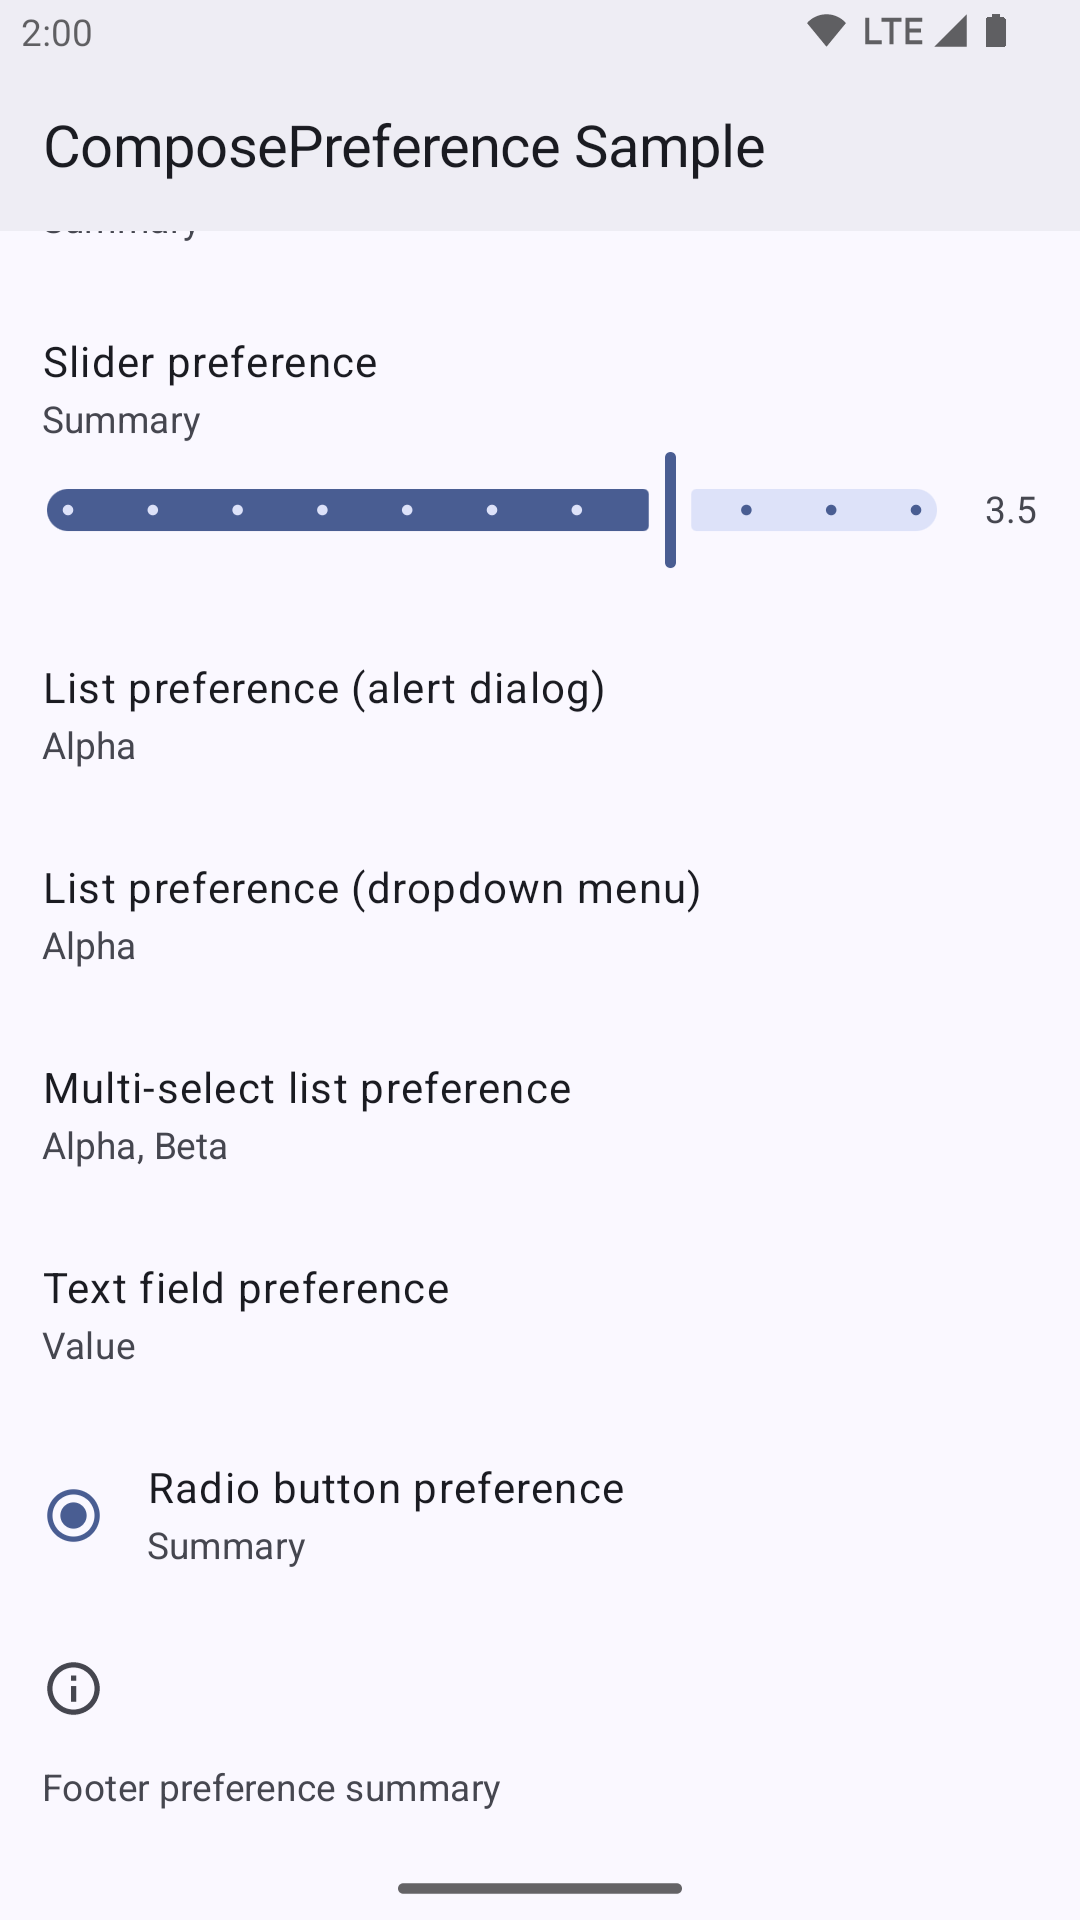 2:00
LTE
ComposePreference Sample
Summary
Slider preference
Summary
3.5
List preference (alert dialog)
Alpha
List preference (dropdown menu)
Alpha
Multi-select list preference
Alpha, Beta
Text field preference
Value
Radio button preference
Summary
Footer preference summary